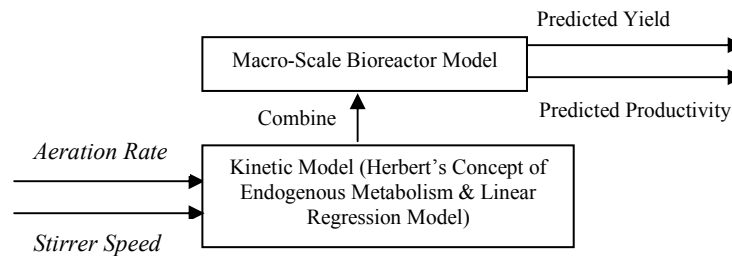 Predicted Yield
Macro-Scale Bioreactor Model
Predicted Productivity
Combine
Aeration Rate
Kinetic Model (Herbert’s Concept of
Endogenous Metabolism & Linear
Regression Model)
Stirrer Speed